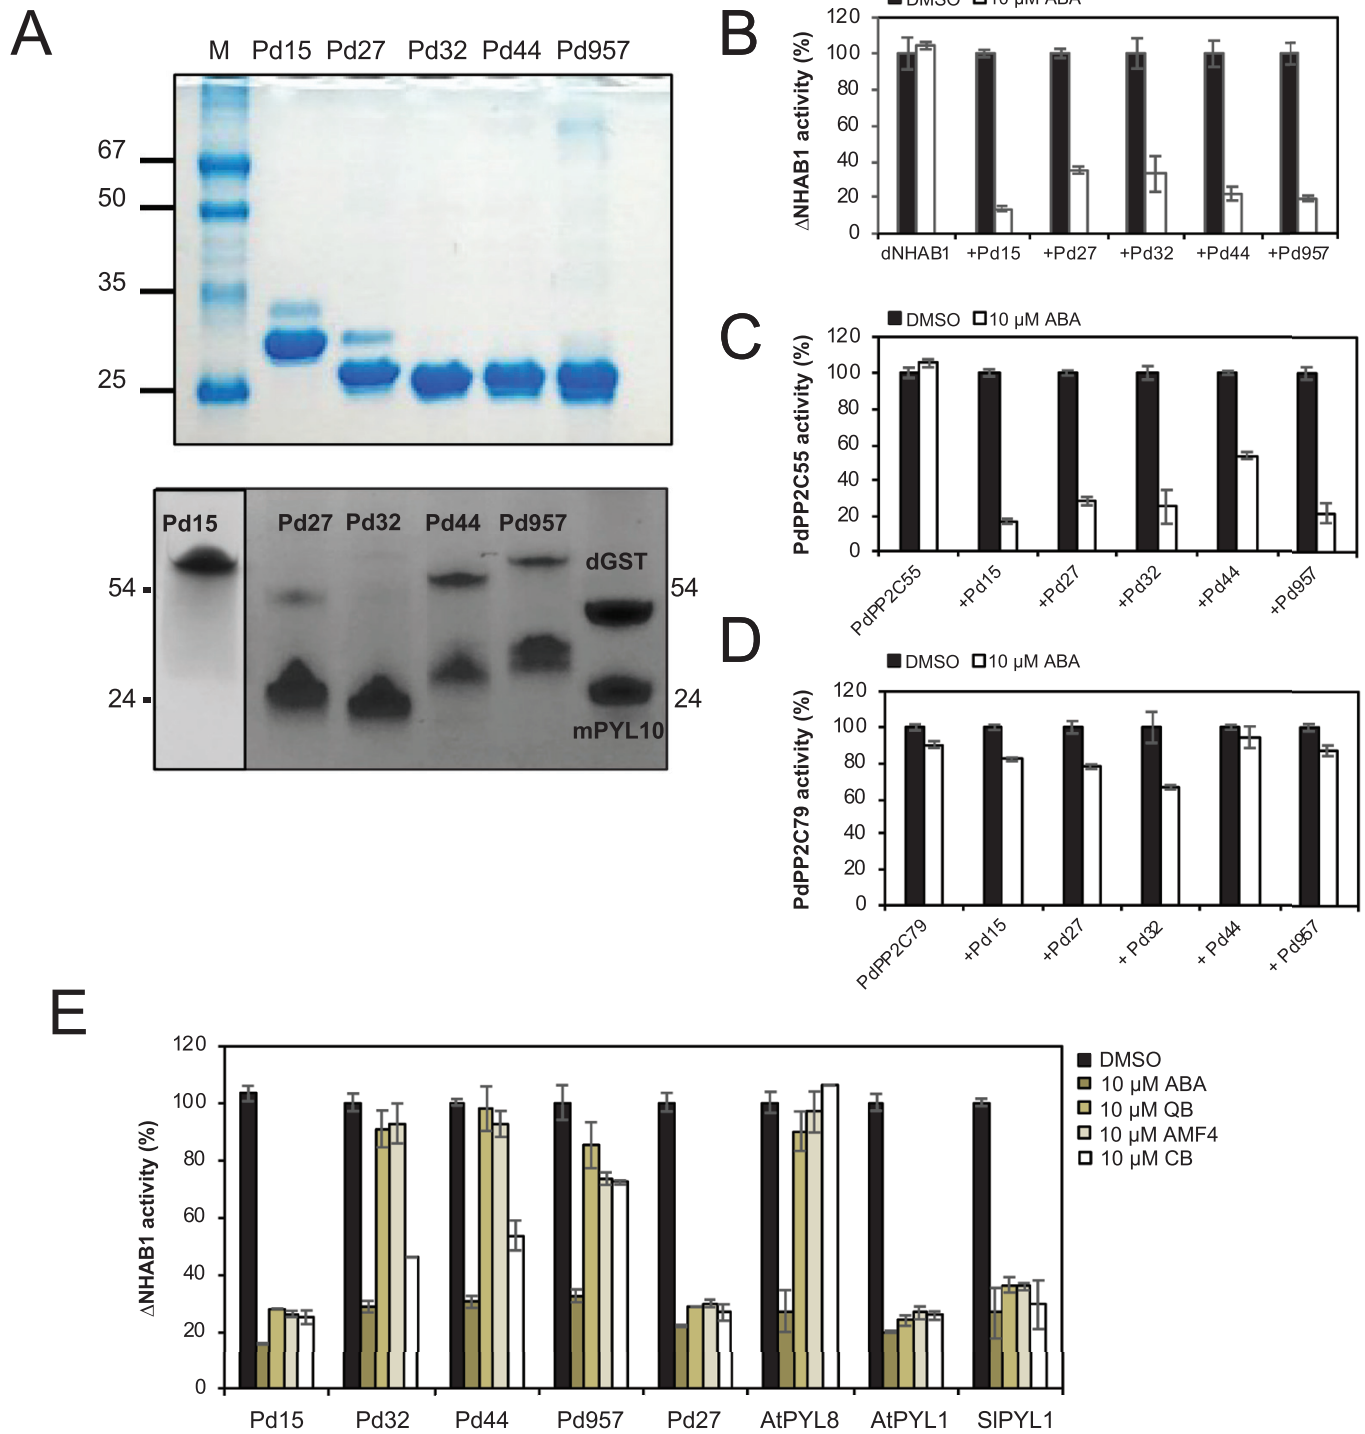 A
M Pd15 Pd27 Pd32 Pd44 Pd957
67
50
35
25
Pd15 Pd27 Pd32 Pd44 Pd957
dGST
54 54
24 24
mPYL10
B
DMSO 10 µM ABA
ΔNHAB1 activity (%)
120
100
80
60
40
20
0
dNHAB1 +Pd15 +Pd27 +Pd32 +Pd44 +Pd957
C
DMSO 10 µM ABA
PdPP2C55 activity (%)
120
100
80
60
40
20
0
PdPP2C55 +Pd15 +Pd27 +Pd32 +Pd44 +Pd957
D
DMSO 10 µM ABA
PdPP2C79 activity (%)
120
100
80
60
40
20
0
PdPP2C79 +Pd15 +Pd27 + Pd32 + Pd44 + Pd957
E
ΔNHAB1 activity (%)
120
100
80
60
40
20
0
Pd15 Pd32 Pd44 Pd957 Pd27 AtPYL8 AtPYL1 SlPYL1
DMSO
10 µM ABA
10 µM QB
10 µM AMF4
10 µM CB